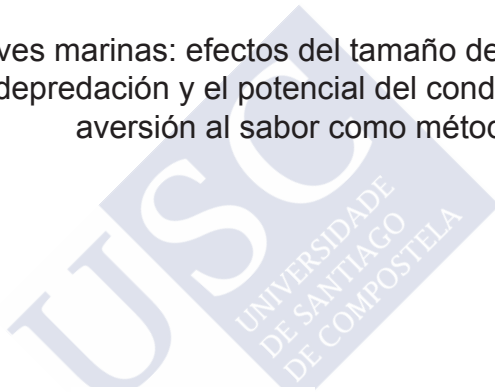 ves marinas: efectos del tamaño de
depredación y el potencial del cond
aversión al sabor como métod
USC
UNIVERSIDADE
DE SANTIAGO
DE COMPOSTELA